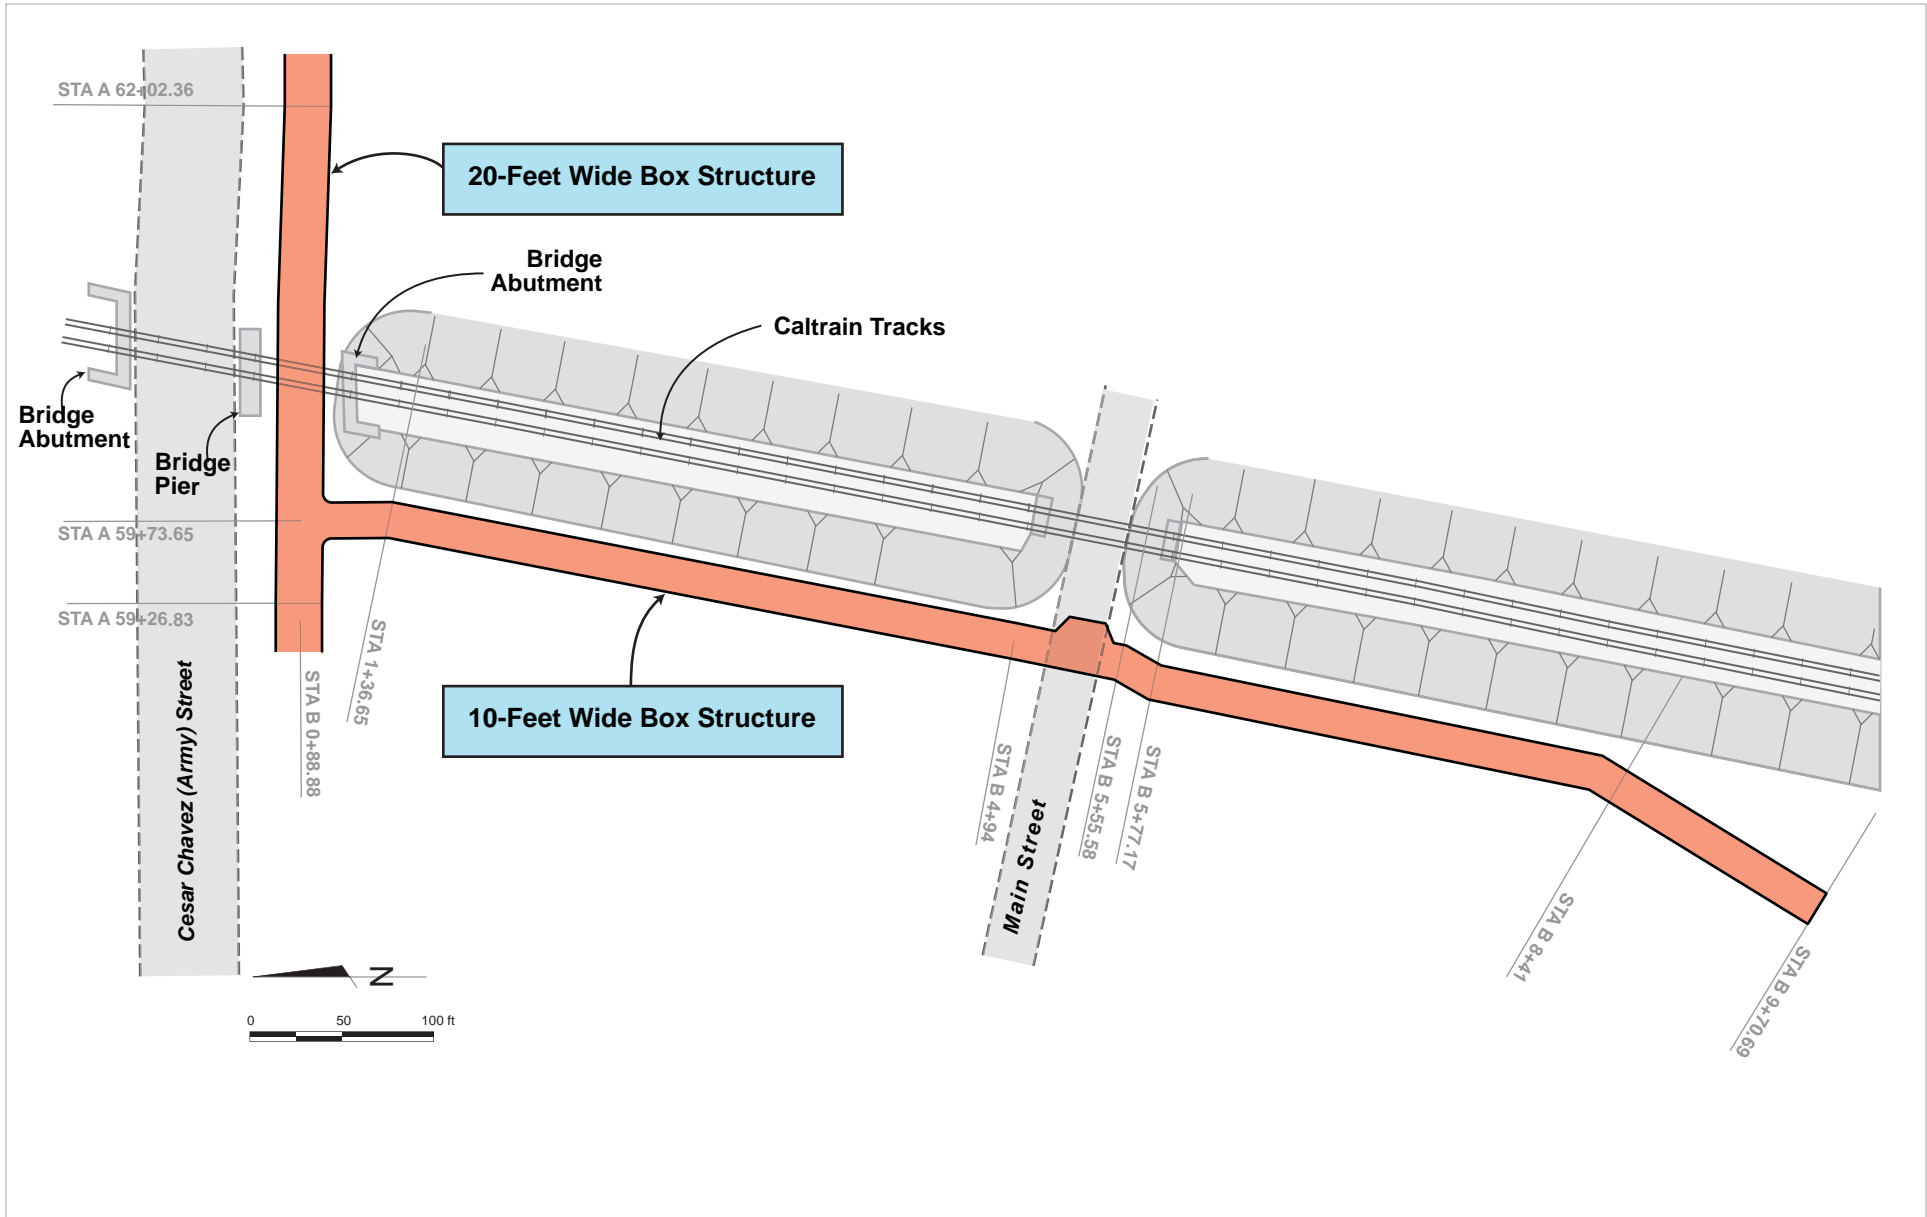 STA A 62+02.36
20-Feet Wide Box Structure
Bridge
Abutment
Caltrain Tracks
Bridge
Abutment
Bridge
Pier
STA A 59+73.65
STA A 59+26.83
STA 1+36.65
STA B 0+88.88
10-Feet Wide Box Structure
Cesar Chavez (Army) Street
STA B 4+94
Main Street
STA B 5+55.58
STA B 5+77.17
STA B 8+41
STA B 9+70.69
N
0 50 100 ft